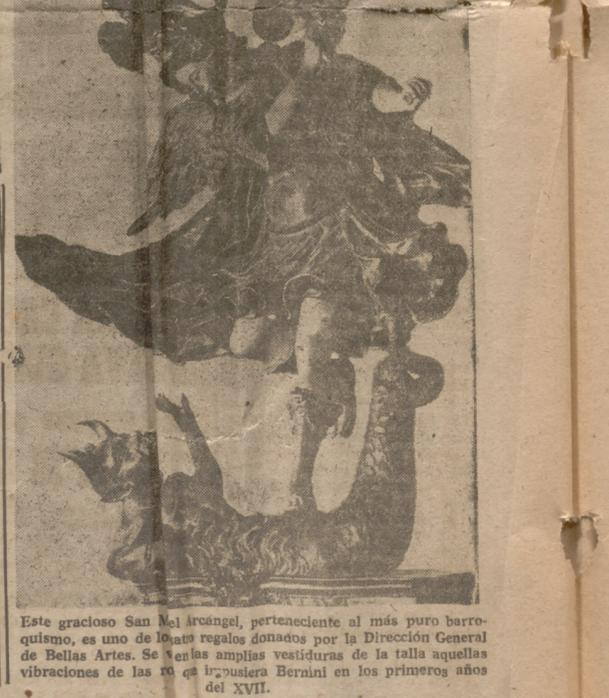 Este gracioso San Arcángel, perteneciente al más puro barro-
quismo, es uno de regalos donados por la Dirección General
de Bellas Artes. Se ven las amplias vestiduras de la talla aquellas
vibraciones de las impusiera Bernini en los primeros años
del XVII.